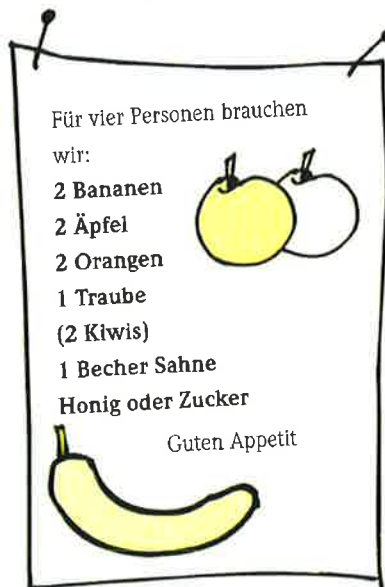 Für vier Personen brauchen
wir:
2 Bananen
2 Äpfel
2 Orangen
1 Traube
(2 Kiwis)
1 Becher Sahne
Honig oder Zucker
Guten Appetit